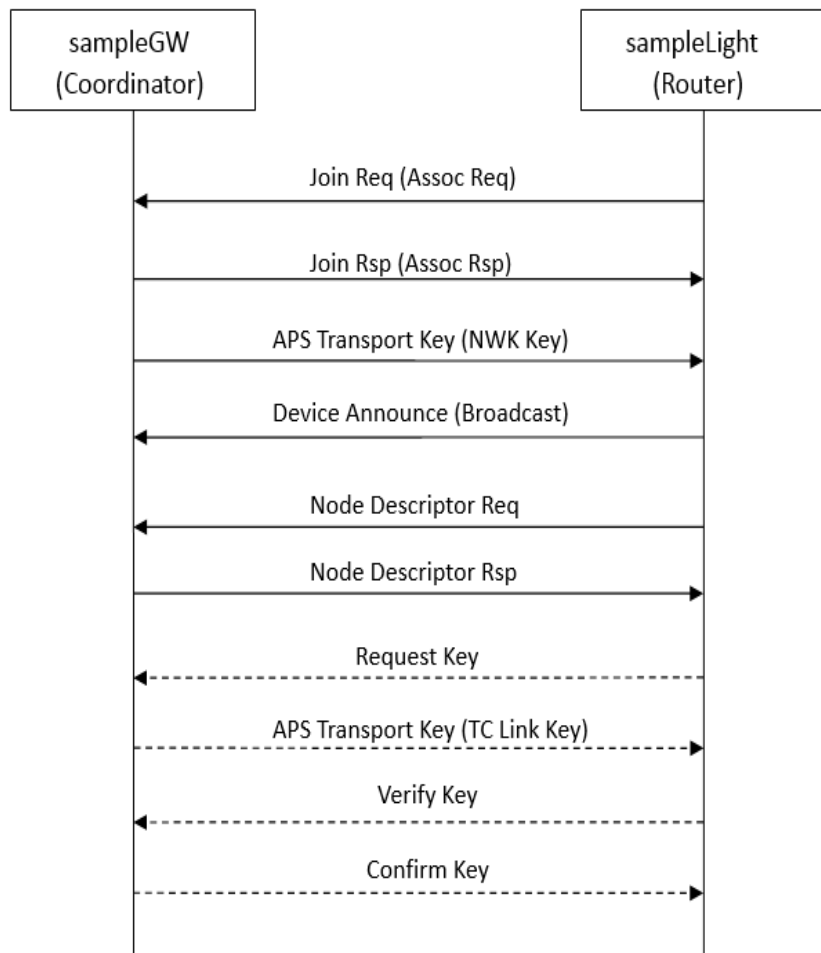 sampleGW
(Coordinator)
sampleLight
(Router)
Join Req (Assoc Req)
Join Rsp (Assoc Rsp)
APS Transport Key (NWK Key)
Device Announce (Broadcast)
Node Descriptor Req
Node Descriptor Rsp
Request Key
APS Transport Key (TC Link Key)
Verify Key
Confirm Key